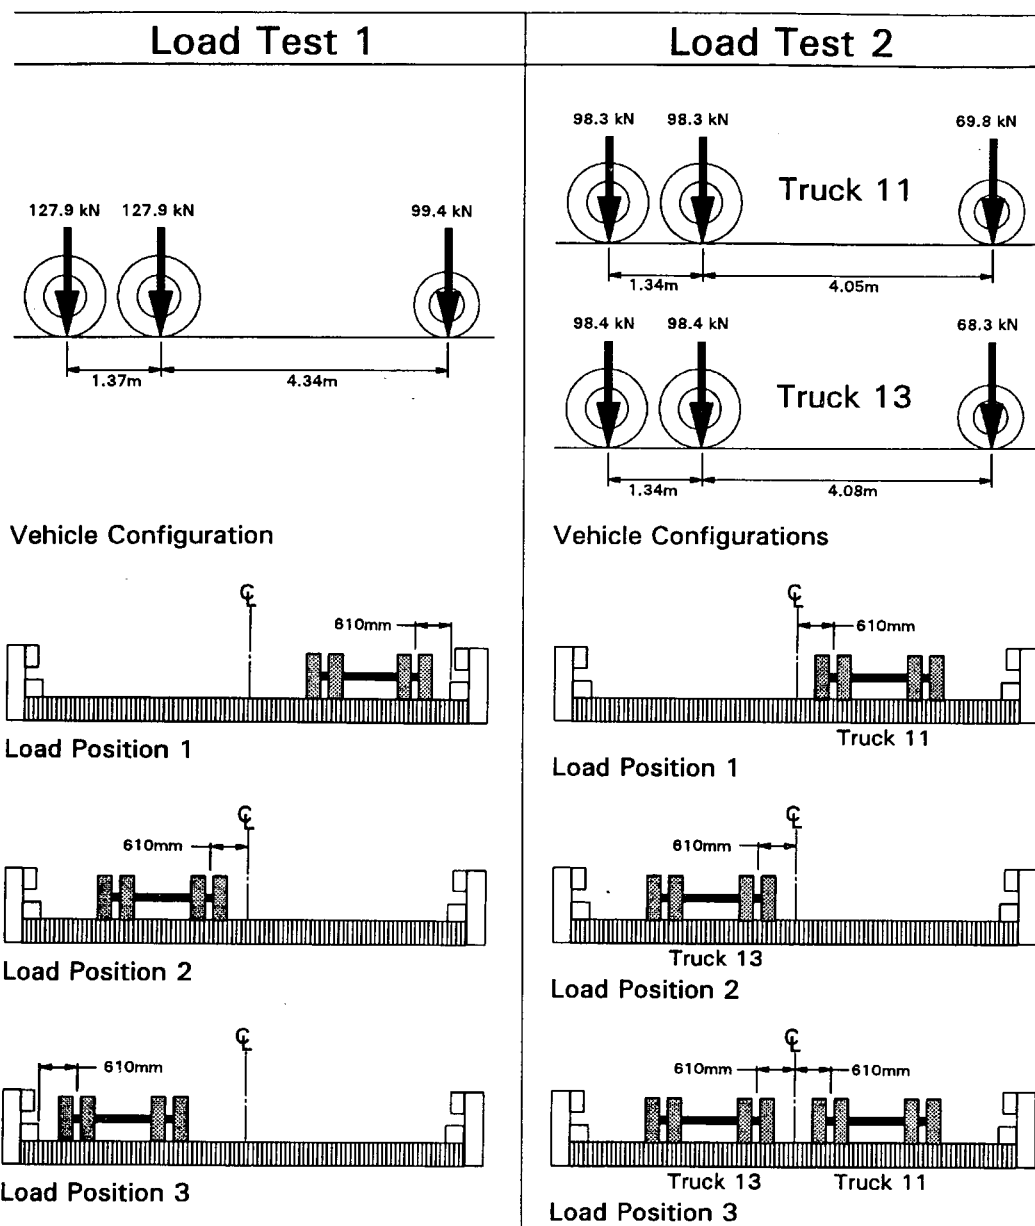 Load Test 1
127.9 kN 127.9 kN 99.4 kN
1.37m 4.34m
Vehicle Configuration
℄
610mm
Load Position 1
℄
610mm
Load Position 2
℄
610mm
Load Position 3
Load Test 2
98.3 kN 98.3 kN 69.8 kN
Truck 11
1.34m 4.05m
98.4 kN 98.4 kN 68.3 kN
Truck 13
1.34m 4.08m
Vehicle Configurations
℄
610mm
Truck 11
Load Position 1
℄
610mm
Truck 13
Load Position 2
℄
610mm 610mm
Truck 13 Truck 11
Load Position 3